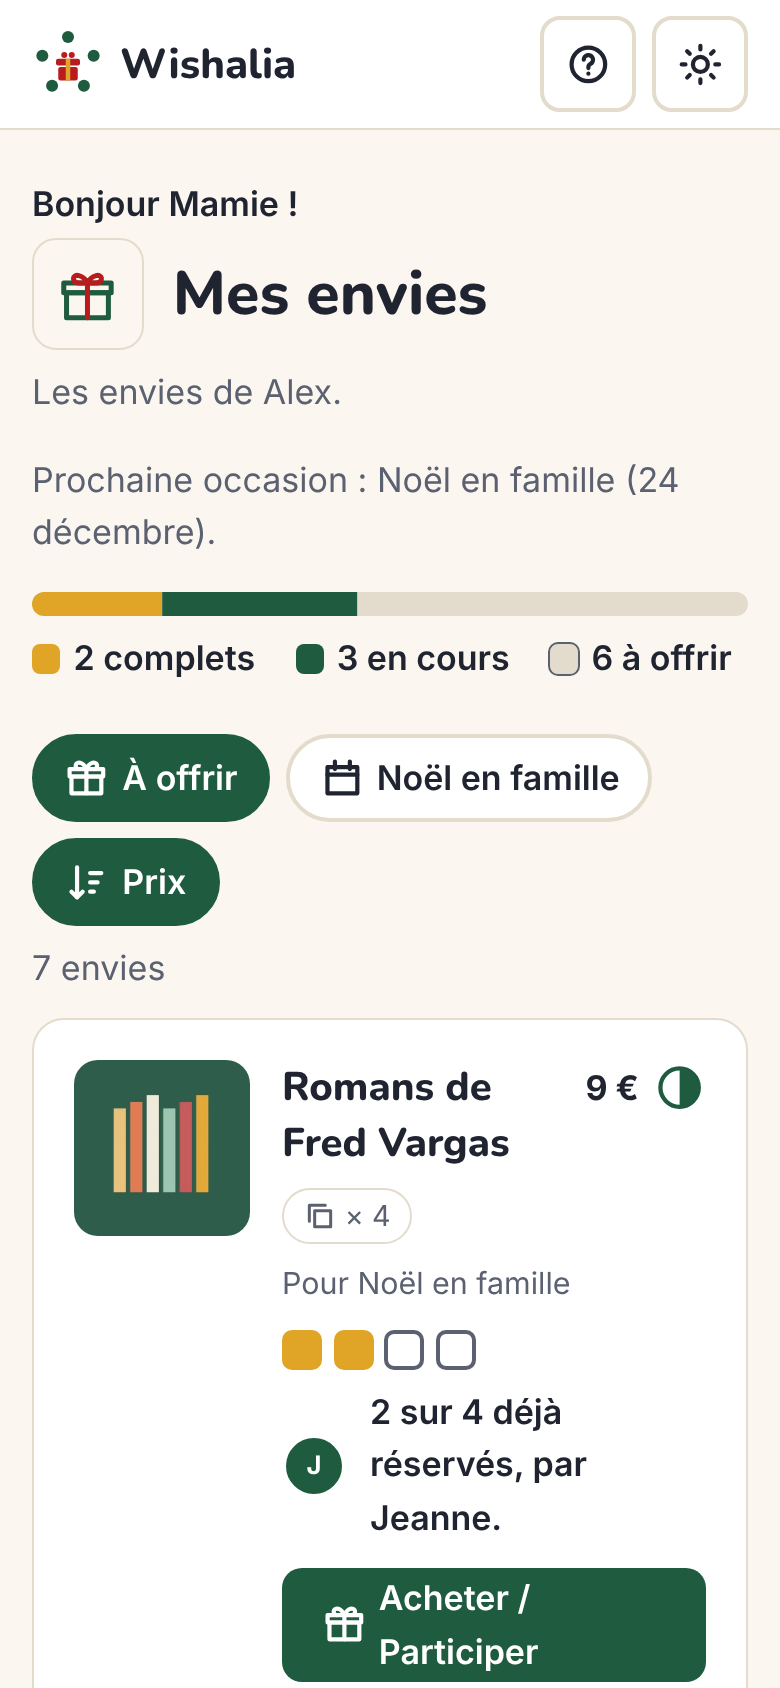 Wishalia
Bonjour Mamie !
Mes envies
Les envies de Alex.
Prochaine occasion : Noël en famille (24
décembre).
2 complets 3 en cours 6 à offrir
À offrir Noël en famille
Prix
7 envies
Romans de 9 €
Fred Vargas
× 4
Pour Noël en famille
2 sur 4 déjà
réservés, par
J
Jeanne.
Acheter /
Participer